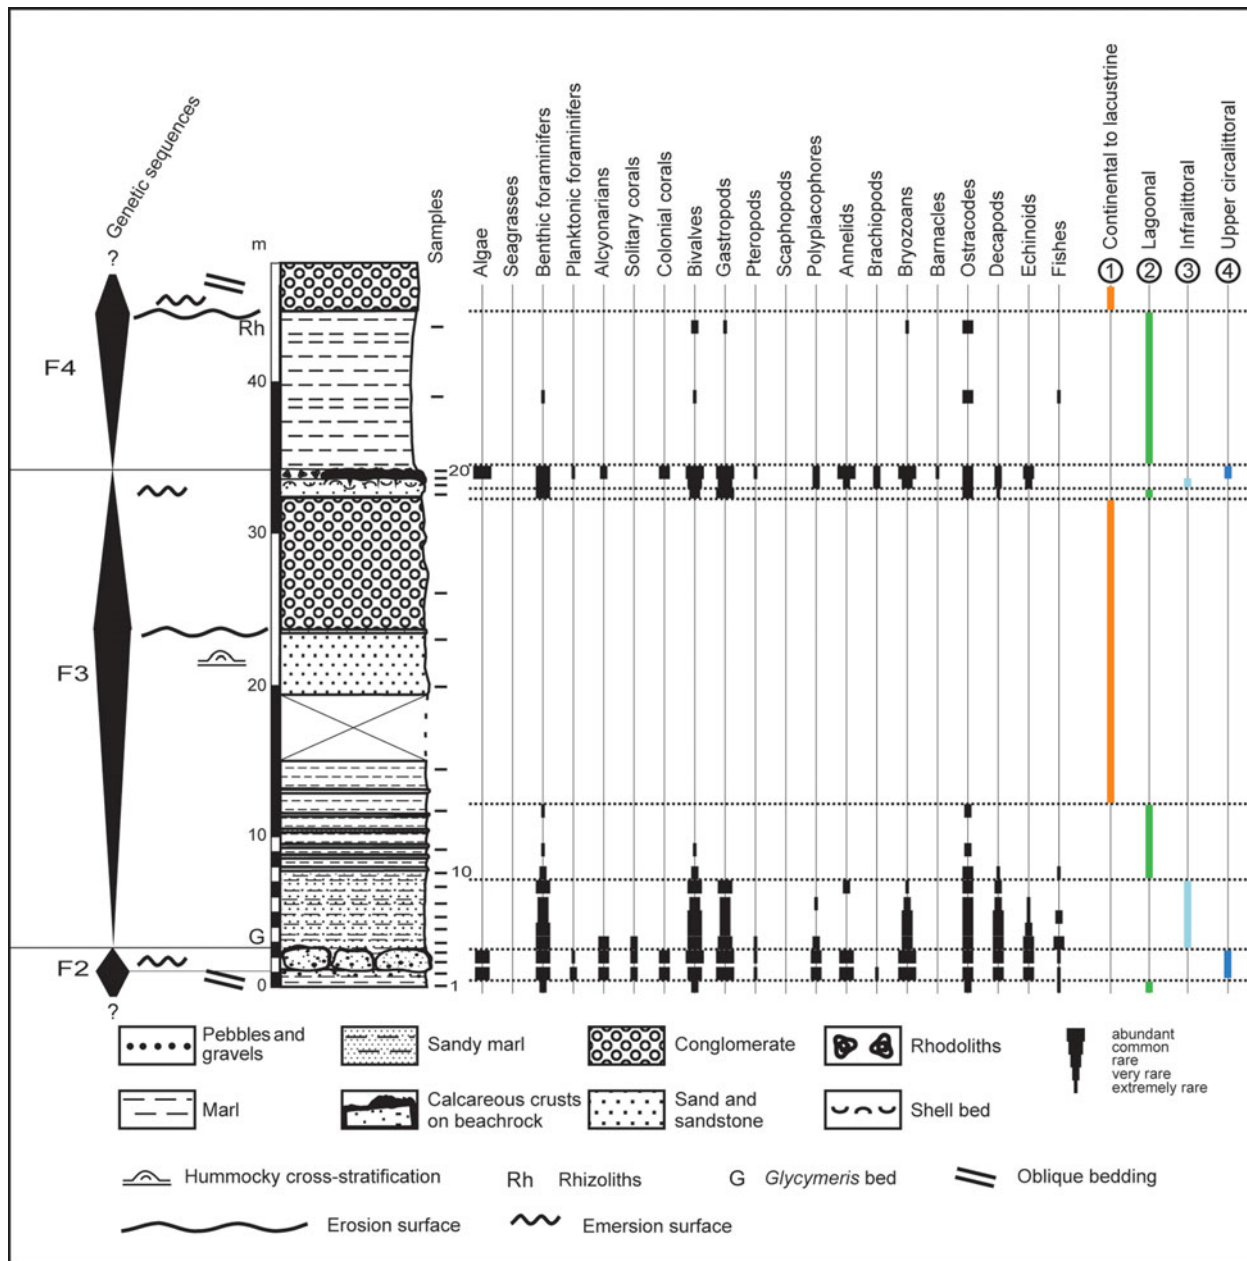 Genetic sequences
m
Samples
Algae
Seagrasses
Benthic foraminifers
Planktonic foraminifers
Alcyonarians
Solitary corals
Colonial corals
Bivalves
Gastropods
Pteropods
Scaphopods
Polyplacophores
Annelids
Brachiopods
Bryozoans
Barnacles
Ostracodes
Decapods
Echinoids
Fishes
Continental to lacustrine
Lagoonal
Infralittoral
Upper circalittoral
1
2
3
4
?
Rh
F4
40
20
30
F3
20
10
10
G
F2
0
1
?
Pebbles and
gravels
Sandy marl
Conglomerate
Rhodoliths
abundant
common
rare
very rare
extremely rare
Marl
Calcareous crusts
on beachrock
Sand and
sandstone
Shell bed
Hummocky cross-stratification
Rh Rhizoliths
G Glycymeris bed
Oblique bedding
Erosion surface
Emersion surface